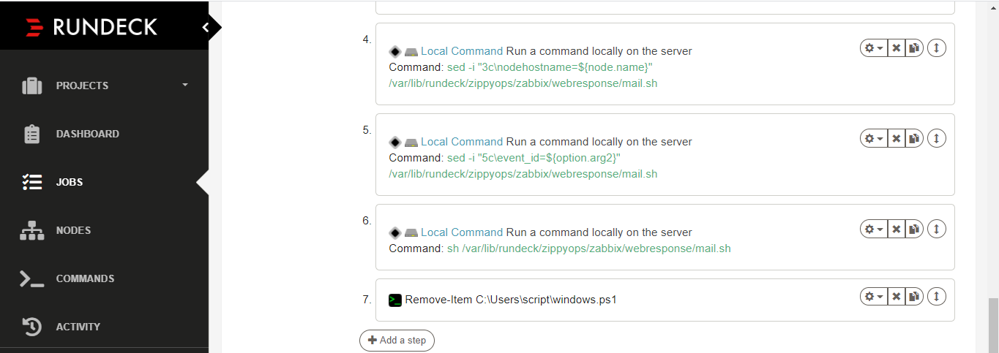 RUNDECK
PROJECTS
DASHBOARD
JOBS
NODES
COMMANDS
ACTIVITY
4.
Local Command Run a command locally on the server
Command: sed -i "3c\nodehostname=${node.name}"
/var/lib/rundeck/zippyops/zabbix/webresponse/mail.sh
5.
Local Command Run a command locally on the server
Command: sed -i "5c\event_id=${option.arg2}"
/var/lib/rundeck/zippyops/zabbix/webresponse/mail.sh
6.
Local Command Run a command locally on the server
Command: sh /var/lib/rundeck/zippyops/zabbix/webresponse/mail.sh
7.
Remove-Item C:\Users\script\windows.ps1
Add a step